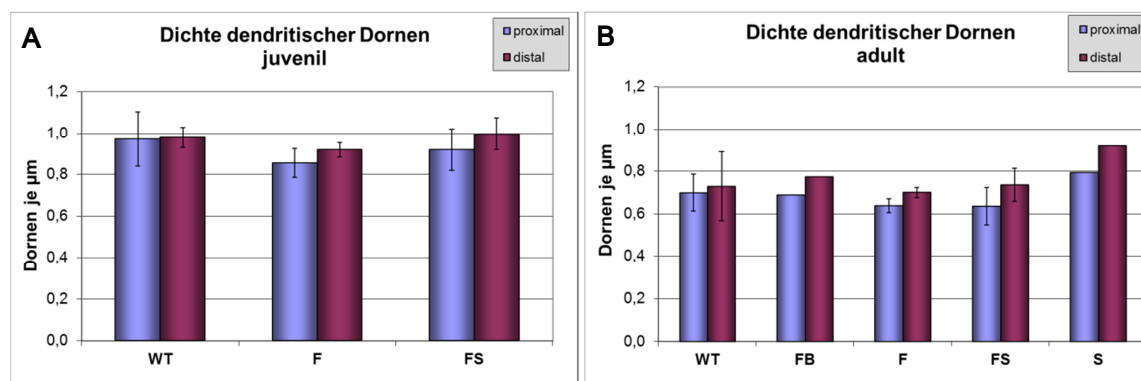 A
Dichte dendritischer Dornen
juvenil
proximal
distal
Dornen je µm
1,2
1,0
0,8
0,6
0,4
0,2
0,0
WT F FS
B
Dichte dendritischer Dornen
adult
proximal
distal
Dornen je µm
1,2
1,0
0,8
0,6
0,4
0,2
0,0
WT FB F FS S